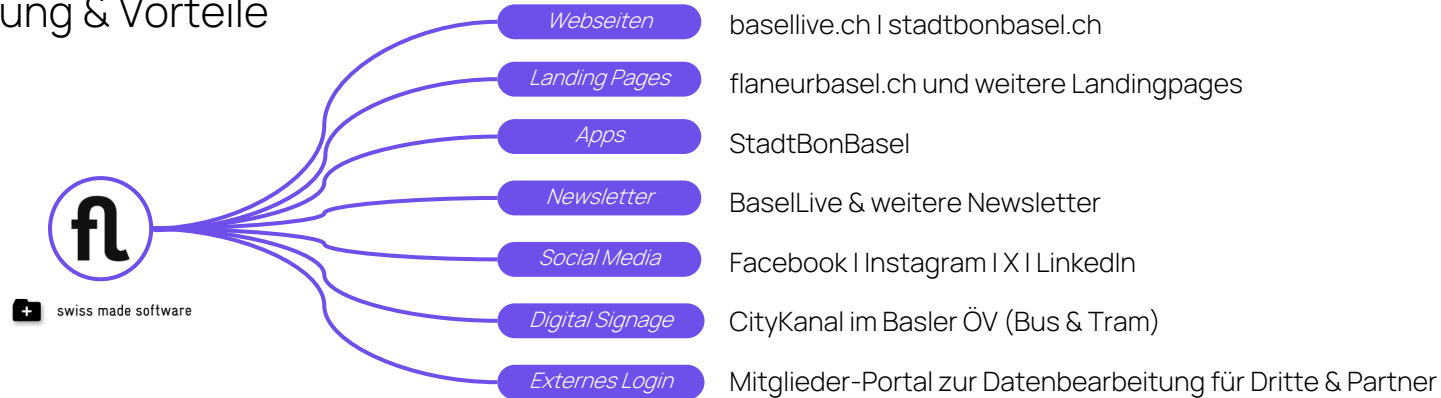 ung & Vorteile
Webseiten basellive.ch I stadtbonbasel.ch
Landing Pages flaneurbasel.ch und weitere Landingpages
Apps StadtBonBasel
Newsletter BaselLive & weitere Newsletter
fl
Social Media Facebook I Instagram I X I LinkedIn
swiss made software
Digital Signage CityKanal im Basler ÖV (Bus & Tram)
Externes Login Mitglieder-Portal zur Datenbearbeitung für Dritte & Partner